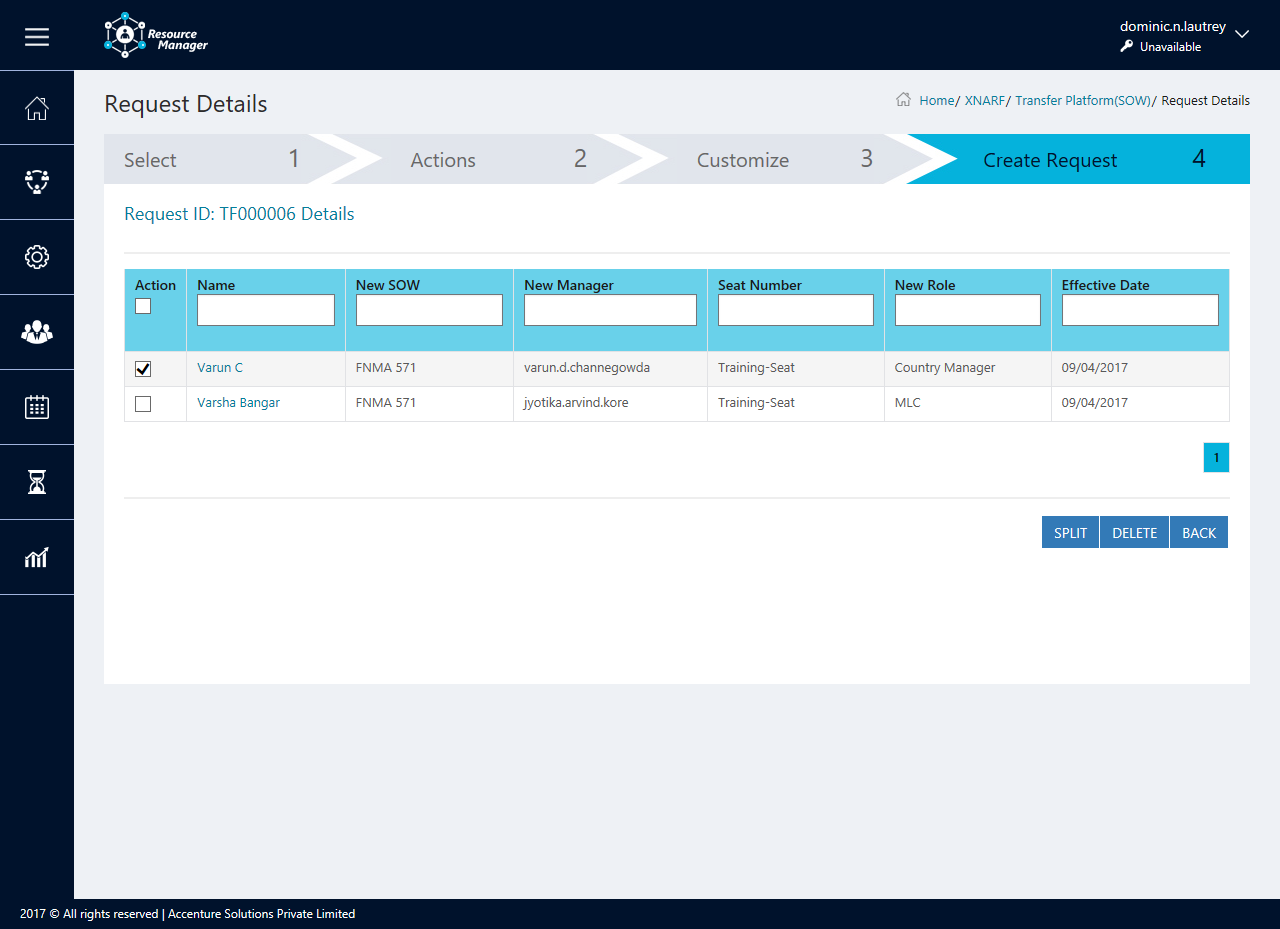 Resource
Manager
dominic.n.lautrey
Unavailable
Request Details
Home/ XNARF/ Transfer Platform(SOW)/ Request Details
Select 1 Actions 2 Customize 3 Create Request 4
Request ID: TF000006 Details
Action Name New SOW New Manager Seat Number New Role Effective Date
Varun C FNMA 571 varun.d.channegowda Training-Seat Country Manager 09/04/2017
Varsha Bangar FNMA 571 jyotika.arvind.kore Training-Seat MLC 09/04/2017
1
SPLIT DELETE BACK
2017 © All rights reserved | Accenture Solutions Private Limited